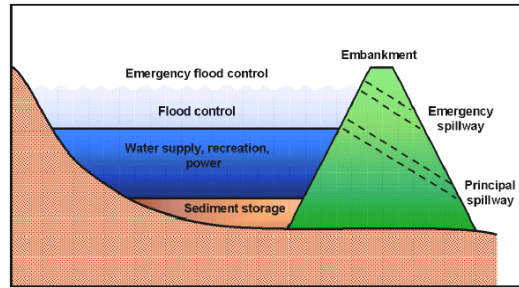 Embankment
Emergency flood control
Flood control
Emergency
spillway
Water supply, recreation,
power
Principal
spillway
Sediment storage